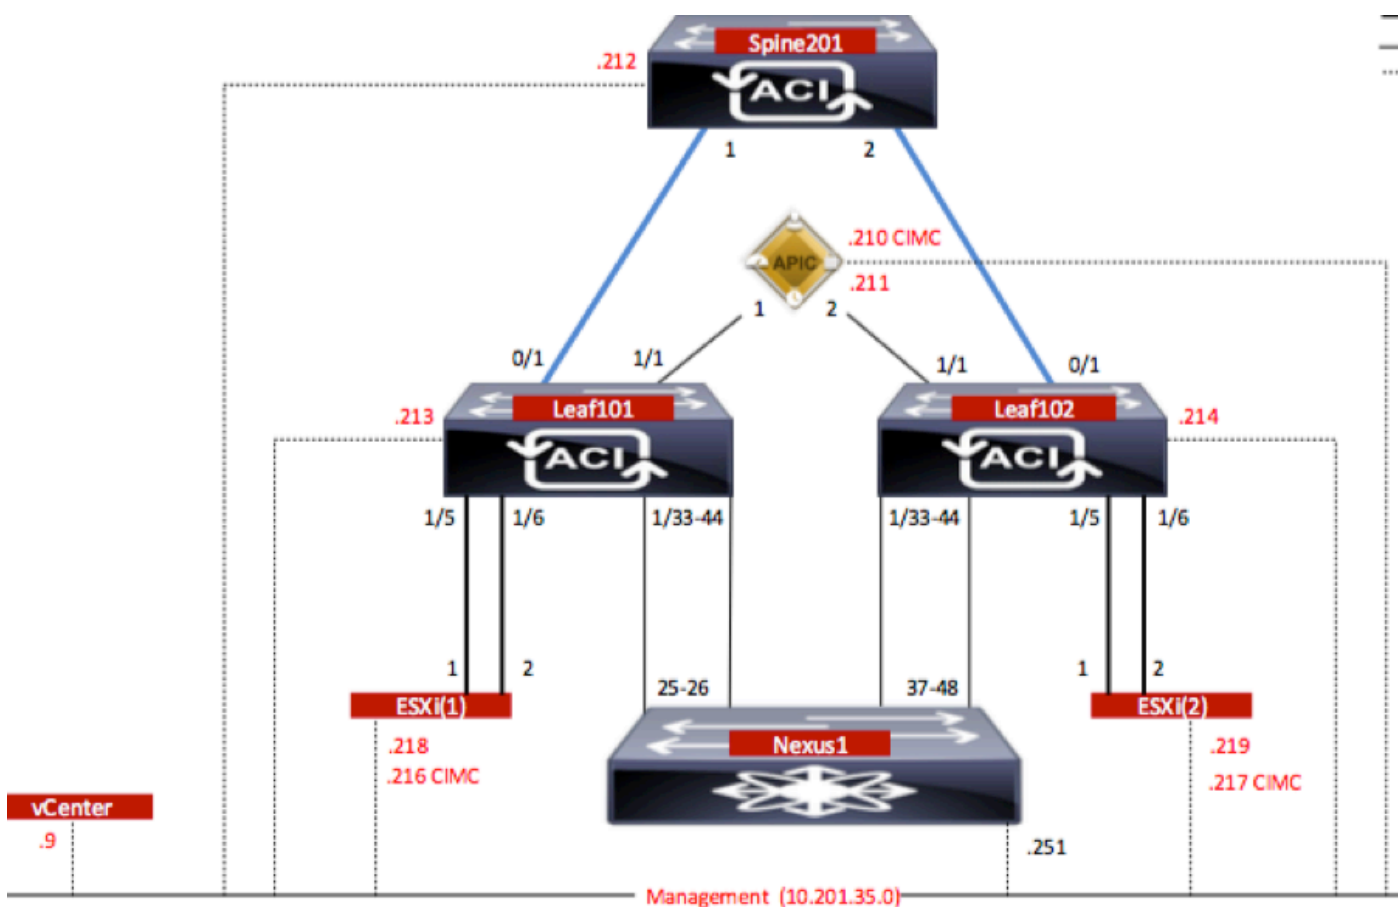 Spine201
.212
ACI
1
2
.210 CIMC
APIC
.211
1
2
0/1
1/1
1/1
0/1
.213
Leaf101
Leaf102
.214
ACI
ACI
1/5
1/6
1/33-44
1/33-44
1/5
1/6
1
2
25-26
37-48
1
2
ESXi(1)
ESXi(2)
.218
Nexus1
.219
.216 CIMC
.217 CIMC
vCenter
.9
.251
Management (10.201.35.0)